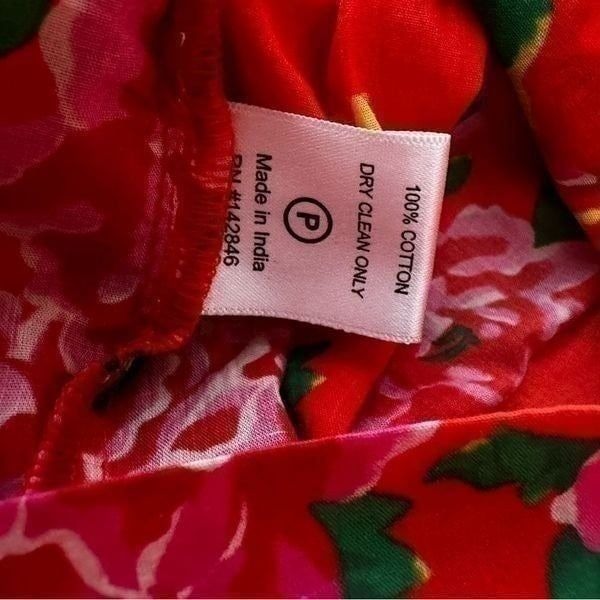 100% COTTON
DRY CLEAN ONLY
P
Made in India
RN #142846